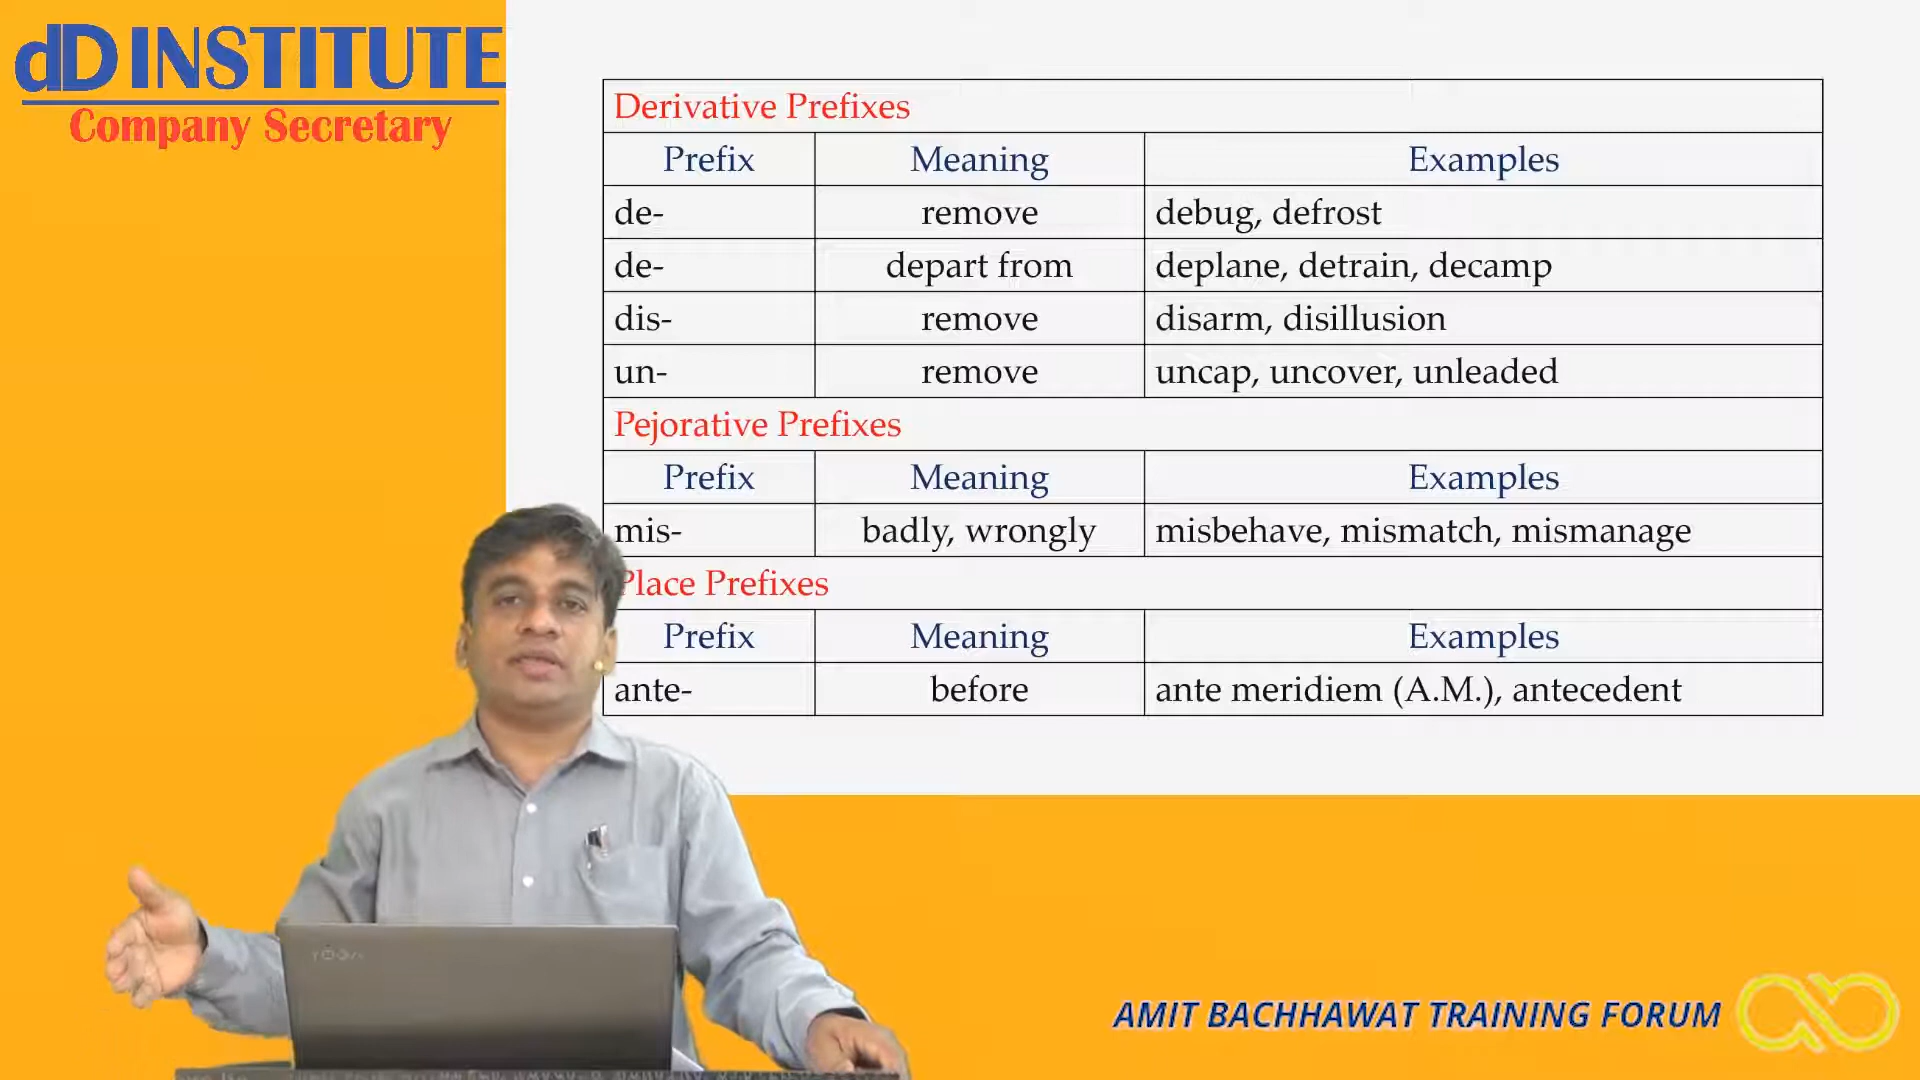 dD INSTITUTE
Company Secretary
Derivative Prefixes
Prefix Meaning Examples
de- remove debug, defrost
de- depart from deplane, detrain, decamp
dis- remove disarm, disillusion
un- remove uncap, uncover, unleaded
Pejorative Prefixes
Prefix Meaning Examples
mis- badly, wrongly misbehave, mismatch, mismanage
Place Prefixes
Prefix Meaning Examples
ante- before ante meridiem (A.M.), antecedent
AMIT BACHHAWAT TRAINING FORUM